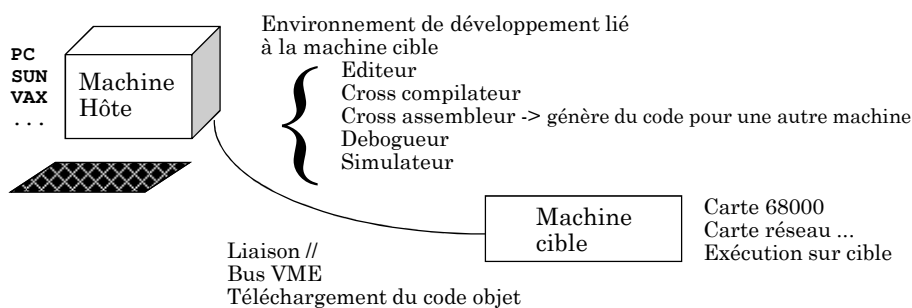 Environnement de développement lié
à la machine cible
PC
SUN
VAX
...
Machine
Hôte
Editeur
Cross compilateur
Cross assembleur -> génère du code pour une autre machine
Debogueur
Simulateur
Machine
cible
Carte 68000
Carte réseau ...
Exécution sur cible
Liaison //
Bus VME
Téléchargement du code objet